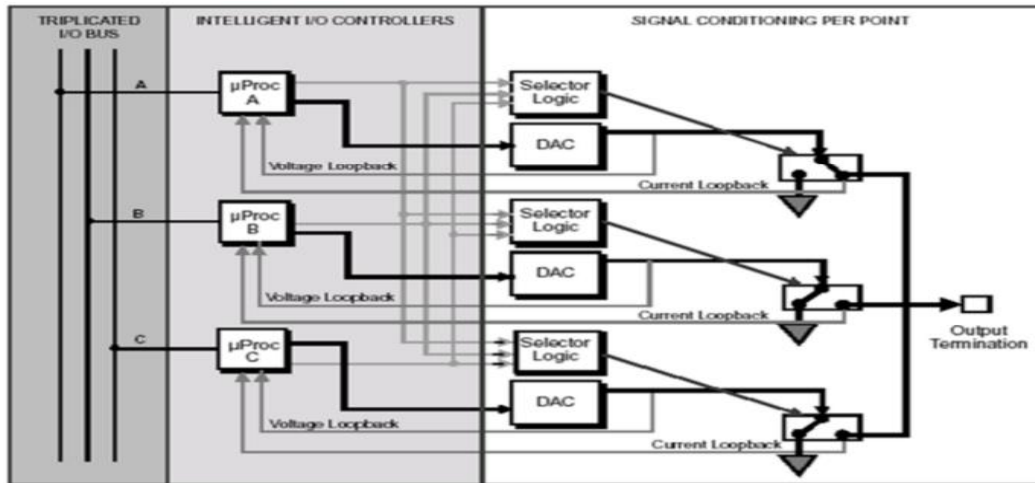 TRIPLICATED
I/O BUS
INTELLIGENT I/O CONTROLLERS
SIGNAL CONDITIONING PER POINT
A
µProc
A
Selector
Logic
DAC
Voltage Loopback
Current Loopback
B
µProc
B
Selector
Logic
DAC
Voltage Loopback
Current Loopback
Output
Termination
C
µProc
C
Selector
Logic
DAC
Voltage Loopback
Current Loopback